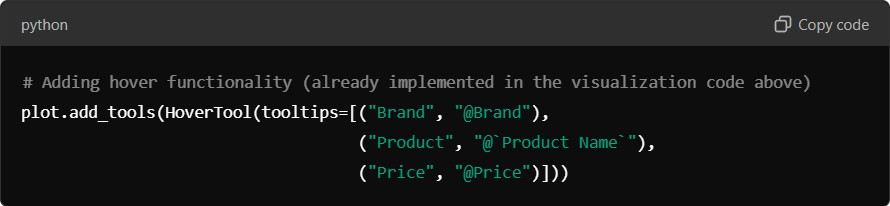 python
Copy code
# Adding hover functionality (already implemented in the visualization code above)
plot.add_tools(HoverTool(tooltips=[("Brand", "@Brand"),
("Product", "@`Product Name`"),
("Price", "@Price")]))